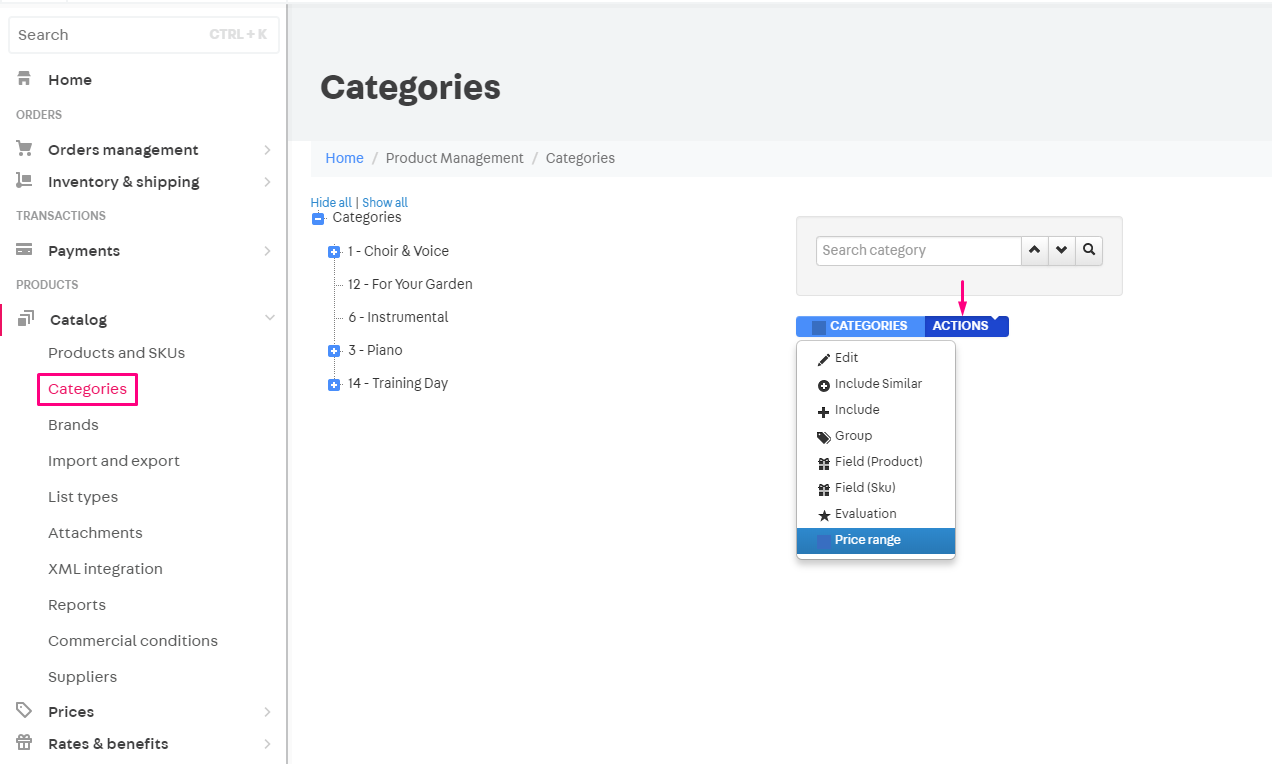 Search CTRL + K
Home
ORDERS
Orders management
Inventory & shipping
TRANSACTIONS
Payments
PRODUCTS
Catalog
Products and SKUs
Categories
Brands
Import and export
List types
Attachments
XML integration
Reports
Commercial conditions
Suppliers
Prices
Rates & benefits
Categories
Home / Product Management / Categories
Hide all | Show all
Categories
1 - Choir & Voice
12 - For Your Garden
6 - Instrumental
3 - Piano
14 - Training Day
Search category
CATEGORIES ACTIONS
Edit
Include Similar
Include
Group
Field (Product)
Field (Sku)
Evaluation
Price range